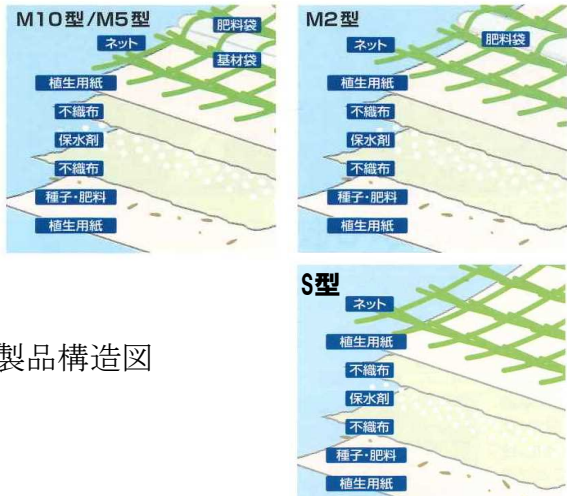 M10型/M5型
肥料袋
ネット
基材袋
植生用紙
不織布
保水剤
不織布
種子・肥料
植生用紙
M2型
ネット
肥料袋
植生用紙
不織布
保水剤
不織布
種子・肥料
植生用紙
製品構造図
S型
ネット
植生用紙
不織布
保水剤
不織布
種子・肥料
植生用紙